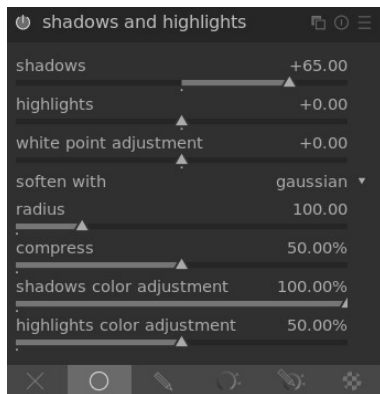 shadows and highlights
shadows +65.00
highlights +0.00
white point adjustment +0.00
soften with gaussian
radius 100.00
compress 50.00%
shadows color adjustment 100.00%
highlights color adjustment 50.00%